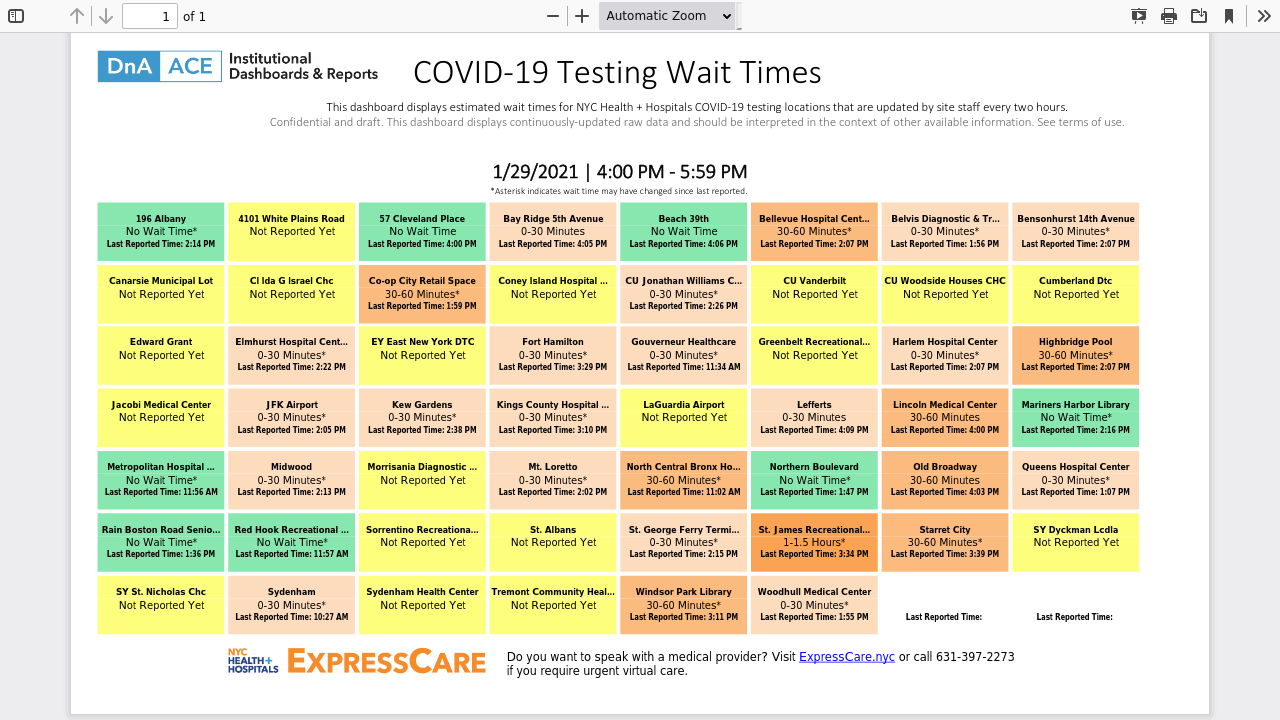 1 of 1
Automatic Zoom
DnA ACE Institutional
Dashboards & Reports
COVID-19 Testing Wait Times
This dashboard displays estimated wait times for NYC Health + Hospitals COVID-19 testing locations that are updated by site staff every two hours.
Confidential and draft. This dashboard displays continuously-updated raw data and should be interpreted in the context of other available information. See terms of use.
1/29/2021 | 4:00 PM - 5:59 PM
*Asterisk indicates wait time may have changed since last reported.
196 Albany
No Wait Time*
Last Reported Time: 2:14 PM
4101 White Plains Road
Not Reported Yet
57 Cleveland Place
No Wait Time
Last Reported Time: 4:00 PM
Bay Ridge 5th Avenue
0-30 Minutes
Last Reported Time: 4:05 PM
Beach 39th
No Wait Time
Last Reported Time: 4:06 PM
Bellevue Hospital Cent...
30-60 Minutes*
Last Reported Time: 2:07 PM
Belvis Diagnostic & Tr...
0-30 Minutes*
Last Reported Time: 1:56 PM
Bensonhurst 14th Avenue
0-30 Minutes*
Last Reported Time: 2:07 PM
Canarsie Municipal Lot
Not Reported Yet
CI Ida G Israel Chc
Not Reported Yet
Co-op City Retail Space
30-60 Minutes*
Last Reported Time: 1:59 PM
Coney Island Hospital ...
Not Reported Yet
CU Jonathan Williams C...
0-30 Minutes*
Last Reported Time: 2:26 PM
CU Vanderbilt
Not Reported Yet
CU Woodside Houses CHC
Not Reported Yet
Cumberland Dtc
Not Reported Yet
Edward Grant
Not Reported Yet
Elmhurst Hospital Cent...
0-30 Minutes*
Last Reported Time: 2:22 PM
EY East New York DTC
Not Reported Yet
Fort Hamilton
0-30 Minutes*
Last Reported Time: 3:29 PM
Gouverneur Healthcare
0-30 Minutes*
Last Reported Time: 11:34 AM
Greenbelt Recreational...
Not Reported Yet
Harlem Hospital Center
0-30 Minutes*
Last Reported Time: 2:07 PM
Highbridge Pool
30-60 Minutes*
Last Reported Time: 2:07 PM
Jacobi Medical Center
Not Reported Yet
JFK Airport
0-30 Minutes*
Last Reported Time: 2:05 PM
Kew Gardens
0-30 Minutes*
Last Reported Time: 2:38 PM
Kings County Hospital ...
0-30 Minutes*
Last Reported Time: 3:10 PM
LaGuardia Airport
Not Reported Yet
Lefferts
0-30 Minutes
Last Reported Time: 4:09 PM
Lincoln Medical Center
30-60 Minutes
Last Reported Time: 4:00 PM
Mariners Harbor Library
No Wait Time*
Last Reported Time: 2:16 PM
Metropolitan Hospital ...
No Wait Time*
Last Reported Time: 11:56 AM
Midwood
0-30 Minutes*
Last Reported Time: 2:13 PM
Morrisania Diagnostic ...
Not Reported Yet
Mt. Loretto
0-30 Minutes*
Last Reported Time: 2:02 PM
North Central Bronx Ho...
30-60 Minutes*
Last Reported Time: 11:02 AM
Northern Boulevard
No Wait Time*
Last Reported Time: 1:47 PM
Old Broadway
30-60 Minutes
Last Reported Time: 4:03 PM
Queens Hospital Center
0-30 Minutes*
Last Reported Time: 1:07 PM
Rain Boston Road Senio...
No Wait Time*
Last Reported Time: 1:36 PM
Red Hook Recreational ...
No Wait Time*
Last Reported Time: 11:57 AM
Sorrentino Recreationa...
Not Reported Yet
St. Albans
Not Reported Yet
St. George Ferry Termi...
0-30 Minutes*
Last Reported Time: 2:15 PM
St. James Recreational...
1-1.5 Hours*
Last Reported Time: 3:34 PM
Starret City
30-60 Minutes*
Last Reported Time: 3:39 PM
SY Dyckman Lcdla
Not Reported Yet
SY St. Nicholas Chc
Not Reported Yet
Sydenham
0-30 Minutes*
Last Reported Time: 10:27 AM
Sydenham Health Center
Not Reported Yet
Tremont Community Heal...
Not Reported Yet
Windsor Park Library
30-60 Minutes*
Last Reported Time: 3:11 PM
Woodhull Medical Center
0-30 Minutes*
Last Reported Time: 1:55 PM
Last Reported Time:
Last Reported Time:
NYC
HEALTH+
HOSPITALS
EXPRESSCARE
Do you want to speak with a medical provider? Visit ExpressCare.nyc or call 631-397-2273
if you require urgent virtual care.